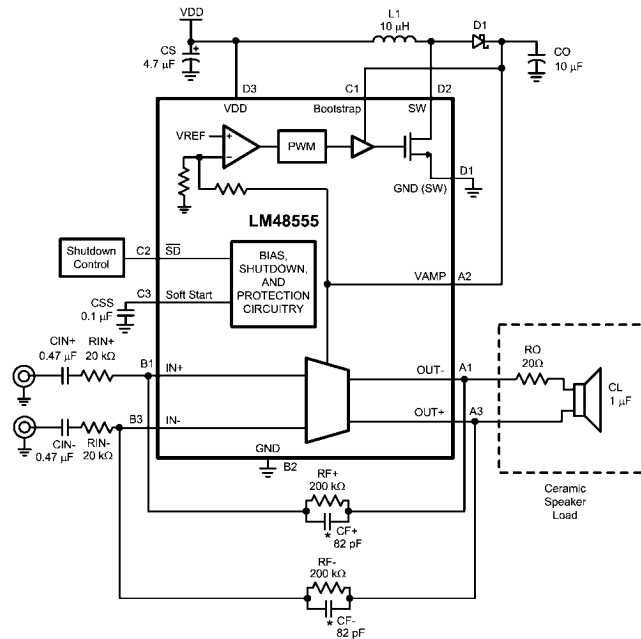 VDD
L1
10 µH
D1
CS
4.7 µF
+
CO
10 µF
D3
C1
D2
VDD
Bootstrap
SW
VREF
+
−
PWM
D1
GND (SW)
LM48555
Shutdown
Control
C2
SD
BIAS,
SHUTDOWN,
AND
PROTECTION
CIRCUITRY
VAMP
A2
C3
Soft Start
CSS
0.1 µF
CIN+
0.47 µF
RIN+
20 kΩ
B1
IN+
OUT-
A1
RO
20Ω
CL
1 µF
B3
IN-
OUT+
A3
CIN-
0.47 µF
RIN-
20 kΩ
GND
B2
Ceramic
Speaker
Load
RF+
200 kΩ
* CF+
82 pF
RF-
200 kΩ
* CF-
82 pF